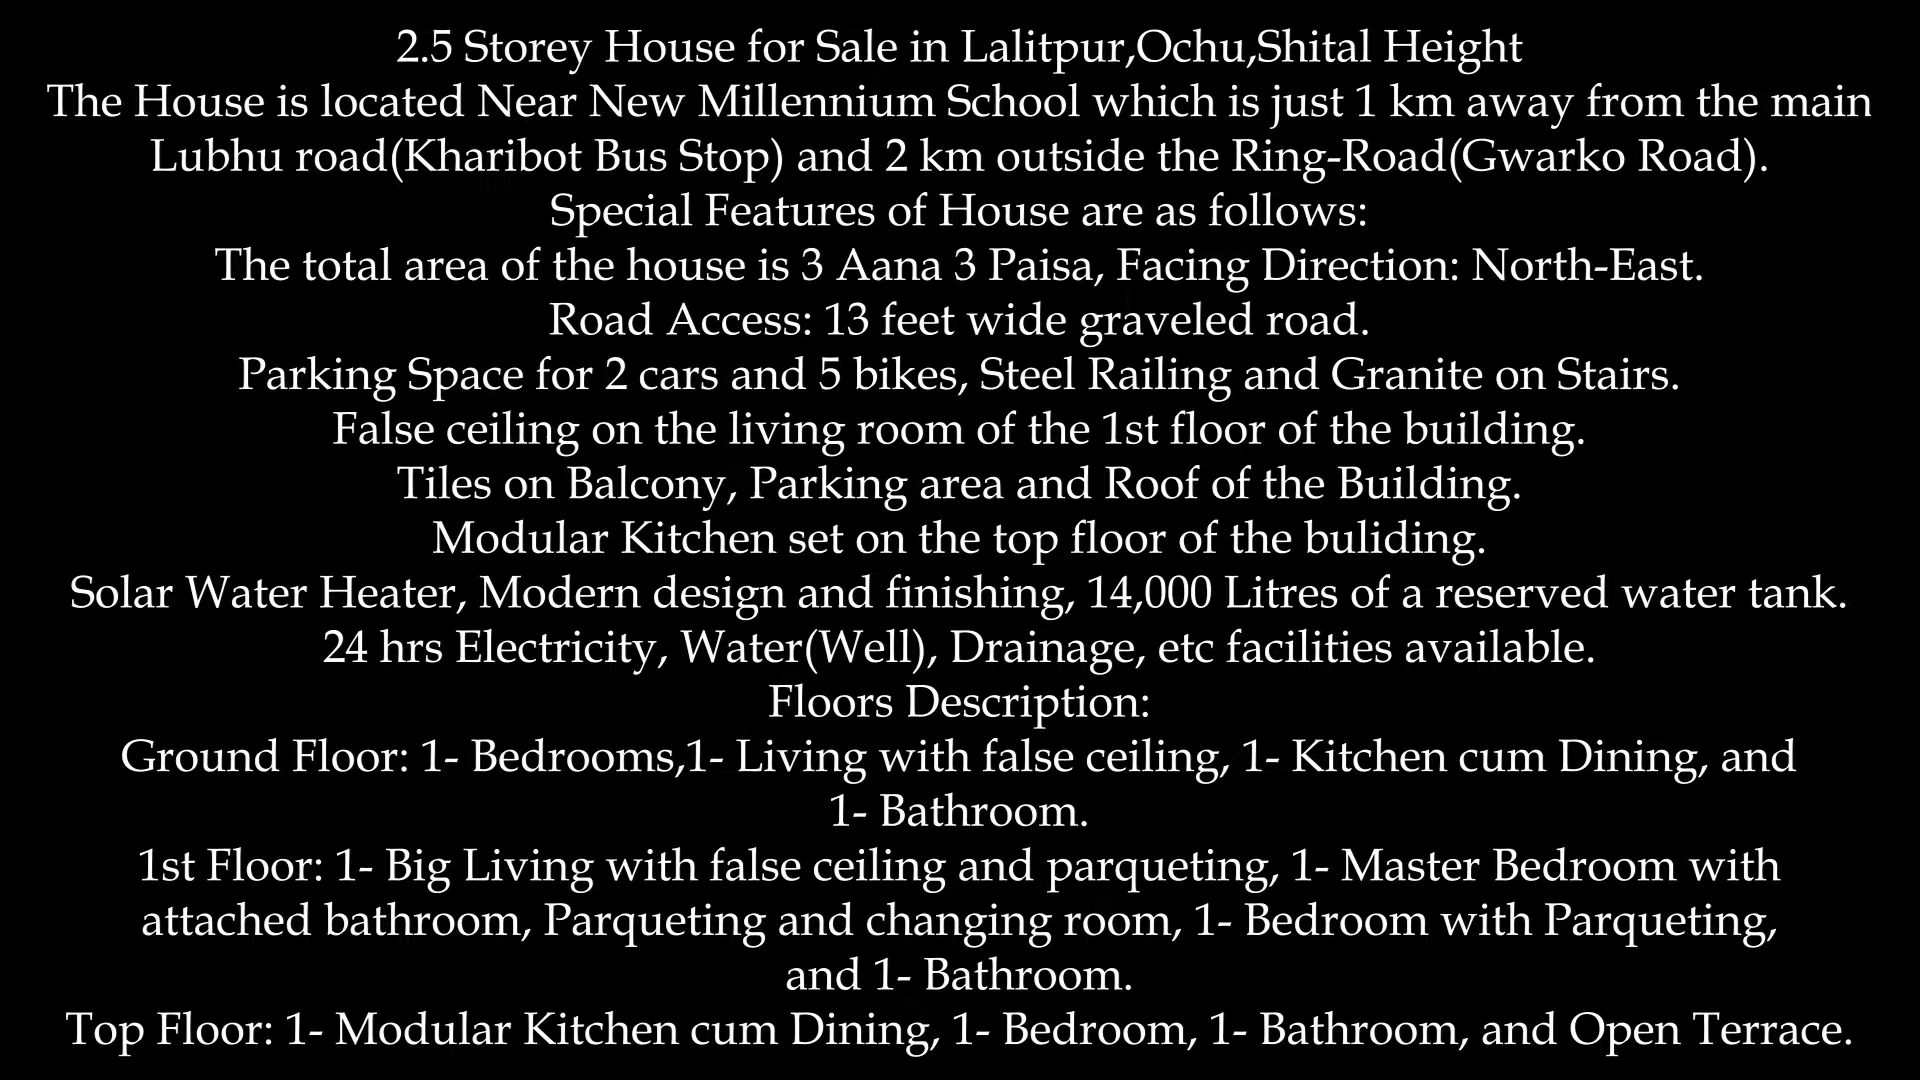 2.5 Storey House for Sale in Lalitpur,Ochu,Shital Height
The House is located Near New Millennium School which is just 1 km away from the main
Lubhu road(Kharibot Bus Stop) and 2 km outside the Ring-Road(Gwarko Road).
Special Features of House are as follows:
The total area of the house is 3 Aana 3 Paisa, Facing Direction: North-East.
Road Access: 13 feet wide graveled road.
Parking Space for 2 cars and 5 bikes, Steel Railing and Granite on Stairs.
False ceiling on the living room of the 1st floor of the building.
Tiles on Balcony, Parking area and Roof of the Building.
Modular Kitchen set on the top floor of the buliding.
Solar Water Heater, Modern design and finishing, 14,000 Litres of a reserved water tank.
24 hrs Electricity, Water(Well), Drainage, etc facilities available.
Floors Description:
Ground Floor: 1- Bedrooms,1- Living with false ceiling, 1- Kitchen cum Dining, and
1- Bathroom.
1st Floor: 1- Big Living with false ceiling and parqueting, 1- Master Bedroom with
attached bathroom, Parqueting and changing room, 1- Bedroom with Parqueting,
and 1- Bathroom.
Top Floor: 1- Modular Kitchen cum Dining, 1- Bedroom, 1- Bathroom, and Open Terrace.